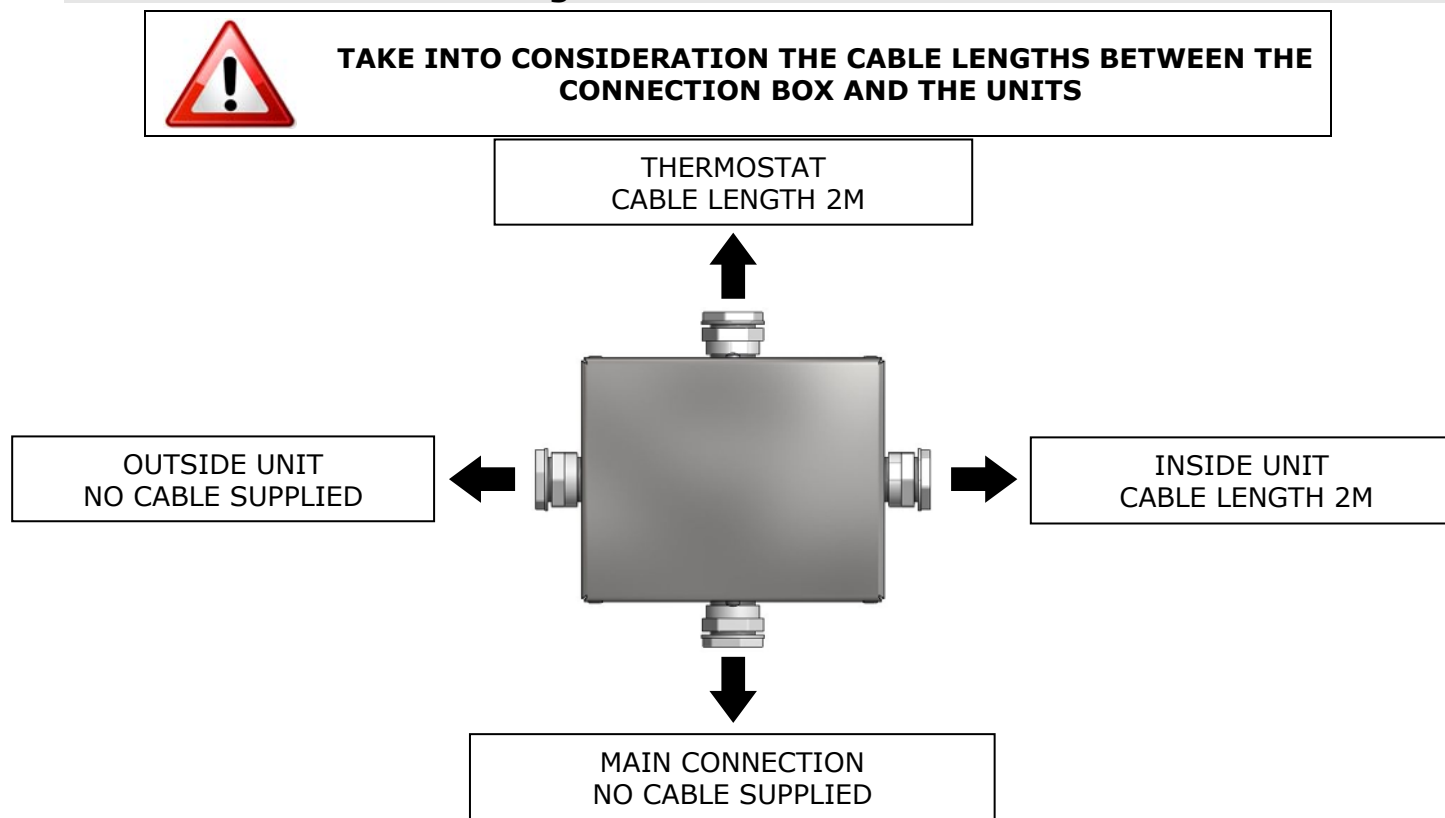 TAKE INTO CONSIDERATION THE CABLE LENGTHS BETWEEN THE
CONNECTION BOX AND THE UNITS
THERMOSTAT
CABLE LENGTH 2M
OUTSIDE UNIT
NO CABLE SUPPLIED
INSIDE UNIT
CABLE LENGTH 2M
MAIN CONNECTION
NO CABLE SUPPLIED